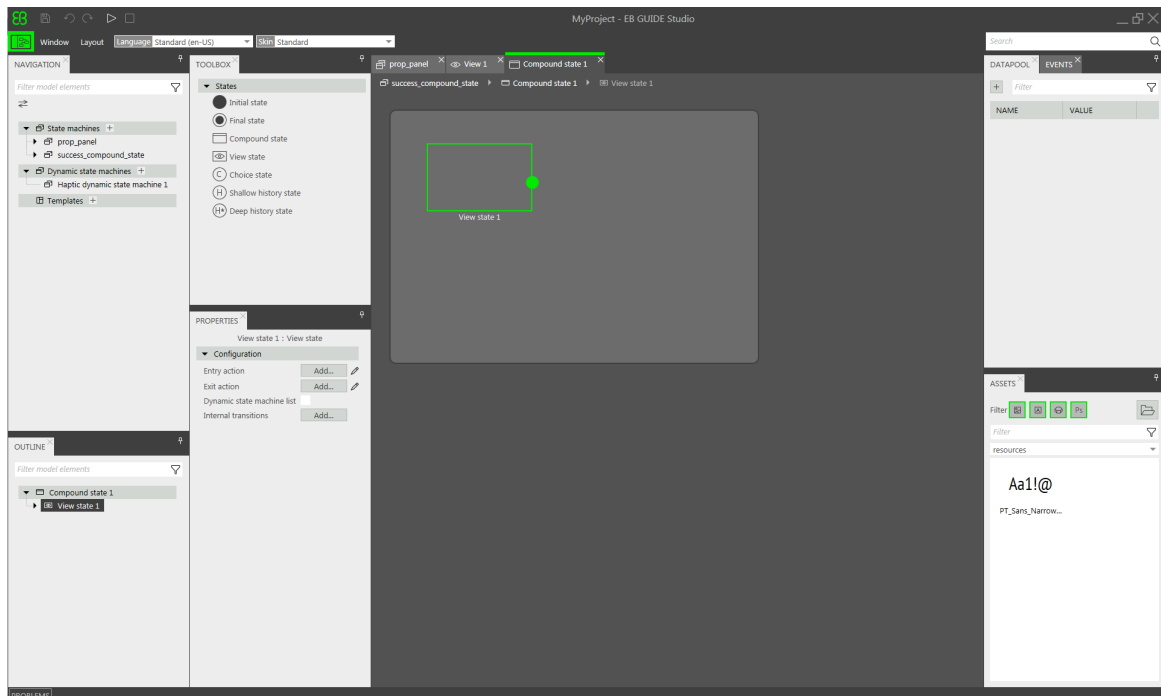 EB
MyProject - EB GUIDE Studio
Window Layout Language Standard (en-US) Skin Standard
Search
NAVIGATION
Filter model elements
State machines +
prop_panel
success_compound_state
Dynamic state machines +
Haptic dynamic state machine 1
Templates +
OUTLINE
Filter model elements
Compound state 1
View state 1
TOOLBOX
States
Initial state
Final state
Compound state
View state
C Choice state
H Shallow history state
H* Deep history state
PROPERTIES
View state 1 : View state
Configuration
Entry action Add...
Exit action Add...
Dynamic state machine list
Internal transitions Add...
prop_panel View 1 Compound state 1
success_compound_state Compound state 1 View state 1
View state 1
DATAPOOL EVENTS
+ Filter
NAME VALUE
ASSETS
Filter A Ps
Filter
resources
Aa1!@
PT_Sans_Narrow...
PROBLEMS